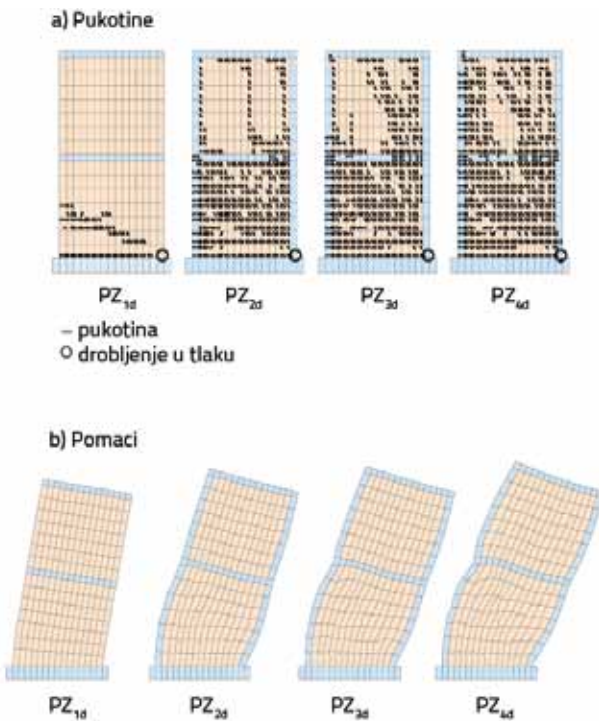 a) Pukotine
PZ1d PZ2d PZ3d PZ4d
– pukotina
O drobljenje u tlaku
b) Pomaci
PZ1d PZ2d PZ3d PZ4d